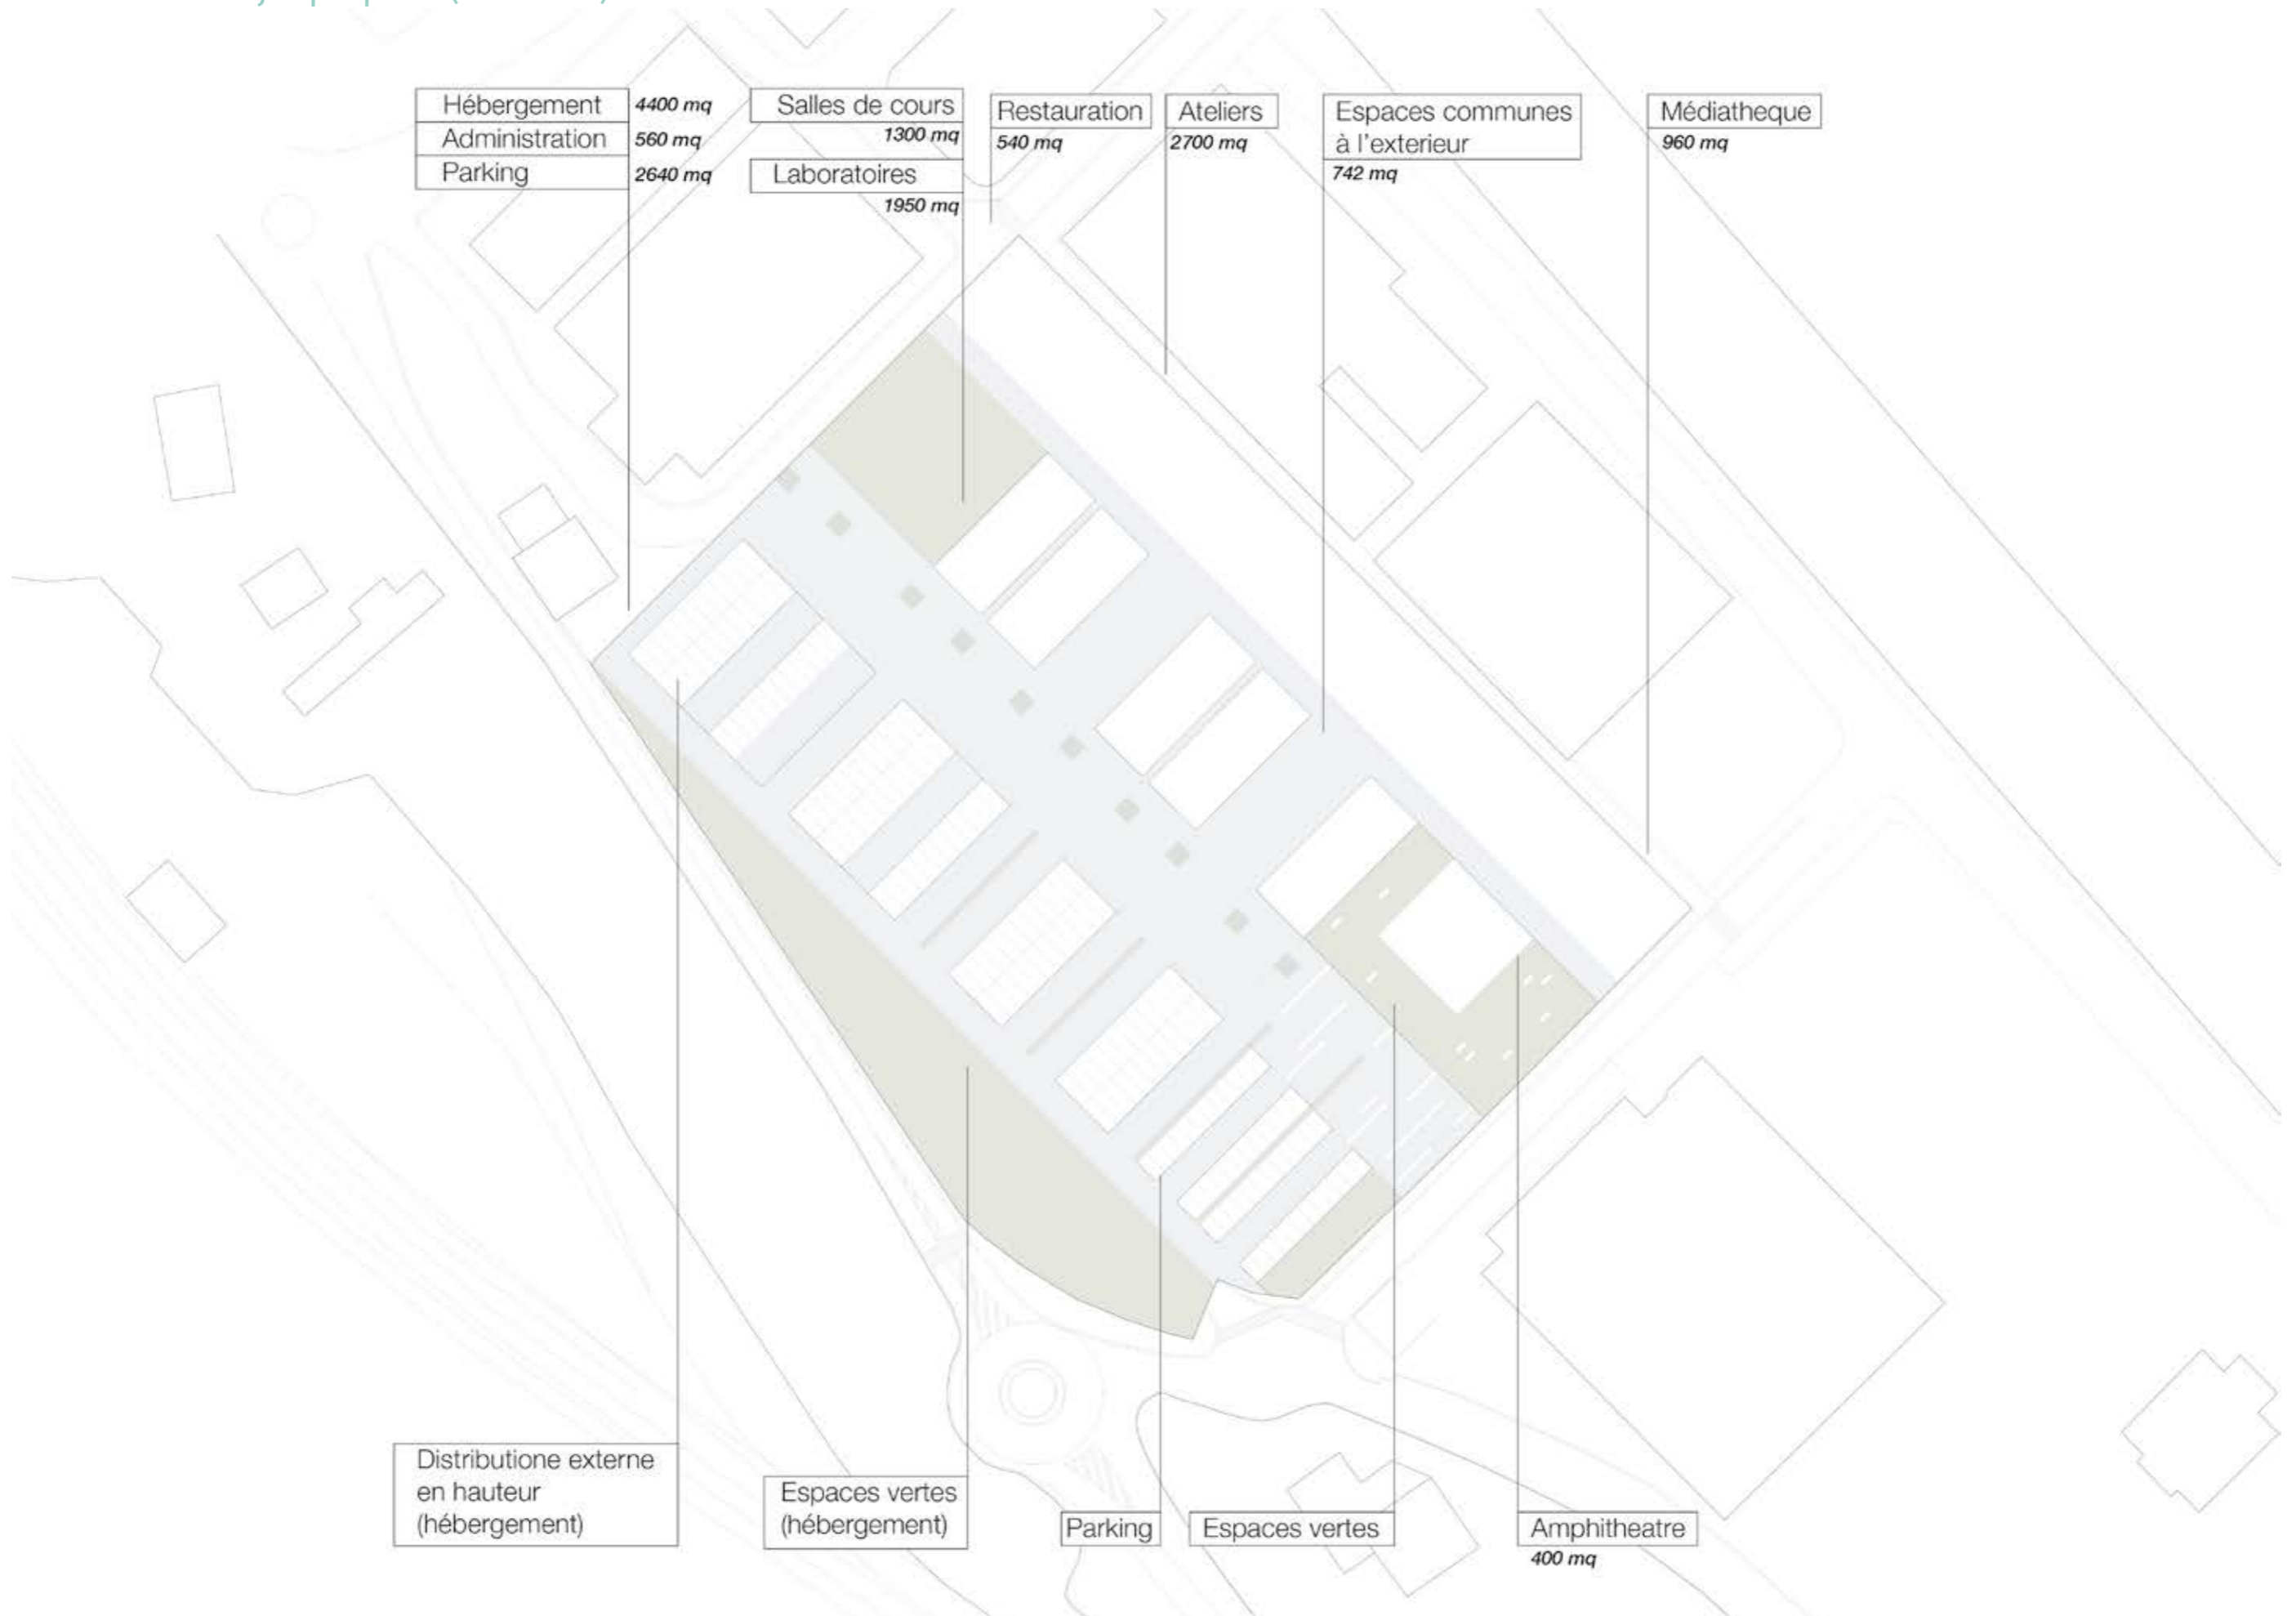 Hébergement 4400 mq
Administration 560 mq
Parking 2640 mq
Salles de cours
1300 mq
Laboratoires
1950 mq
Restauration
540 mq
Ateliers
2700 mq
Espaces communes
à l'exterieur
742 mq
Médiatheque
960 mq
Distributione externe
en hauteur
(hébergement)
Espaces vertes
(hébergement)
Parking
Espaces vertes
Amphitheatre
400 mq